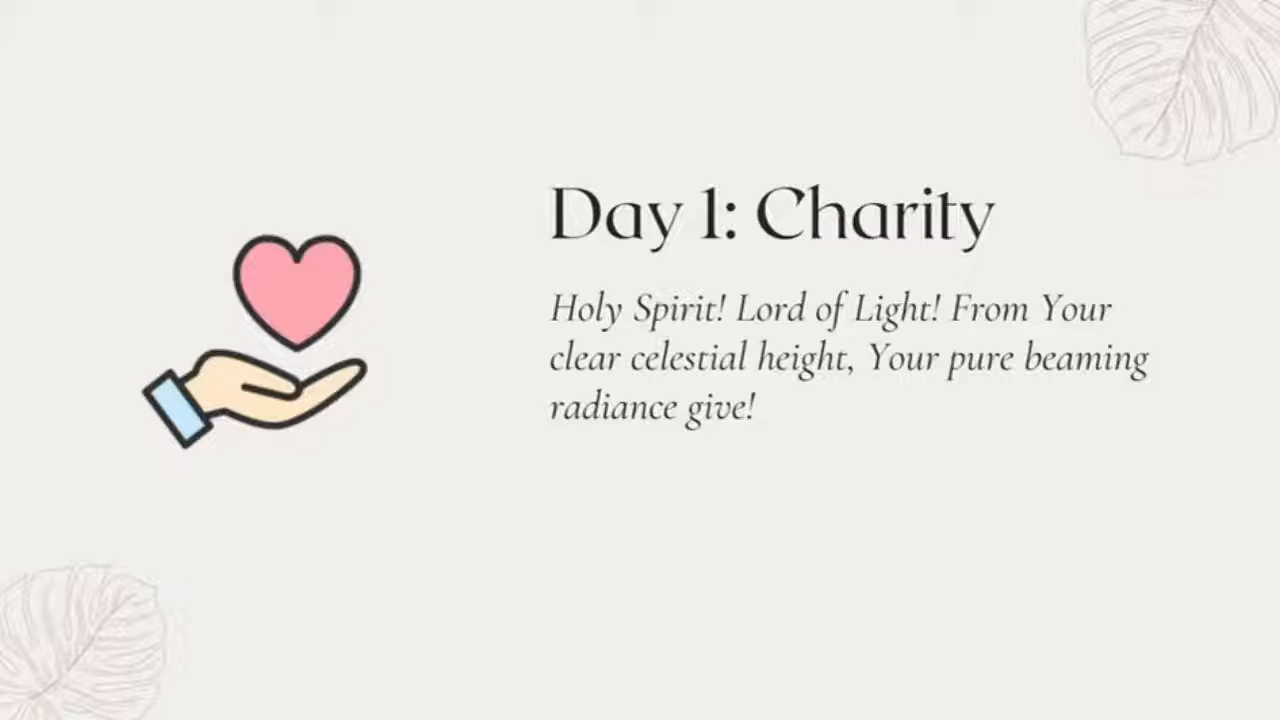 Day 1: Charity
Holy Spirit! Lord of Light! From Your
clear celestial height, Your pure beaming
radiance give!